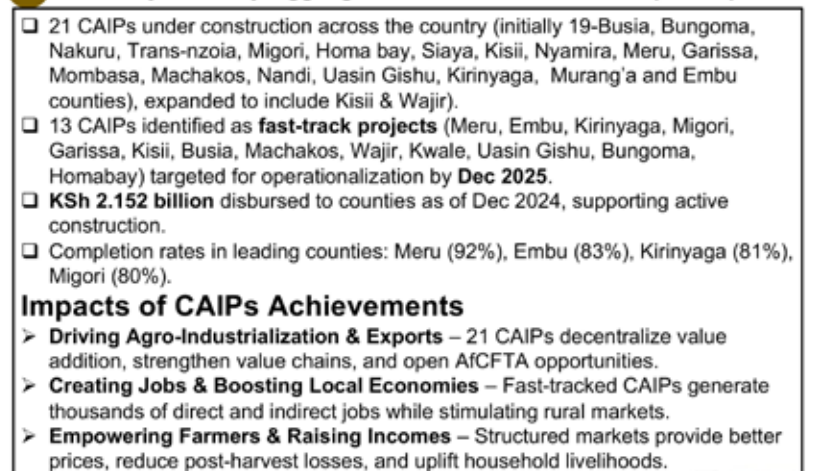 ❑ 21 CAIPs under construction across the country (initially 19-Busia, Bungoma,
Nakuru, Trans-nzoia, Migori, Homa bay, Siaya, Kisii, Nyamira, Meru, Garissa,
Mombasa, Machakos, Nandi, Uasin Gishu, Kirinyaga, Murang'a and Embu
counties), expanded to include Kisii & Wajir).
❑ 13 CAIPs identified as fast-track projects (Meru, Embu, Kirinyaga, Migori,
Garissa, Kisii, Busia, Machakos, Wajir, Kwale, Uasin Gishu, Bungoma,
Homabay) targeted for operationalization by Dec 2025.
❑ KSh 2.152 billion disbursed to counties as of Dec 2024, supporting active
construction.
❑ Completion rates in leading counties: Meru (92%), Embu (83%), Kirinyaga (81%),
Migori (80%).
Impacts of CAIPs Achievements
➢ Driving Agro-Industrialization & Exports – 21 CAIPs decentralize value
addition, strengthen value chains, and open AfCFTA opportunities.
➢ Creating Jobs & Boosting Local Economies – Fast-tracked CAIPs generate
thousands of direct and indirect jobs while stimulating rural markets.
➢ Empowering Farmers & Raising Incomes – Structured markets provide better
prices, reduce post-harvest losses, and uplift household livelihoods.